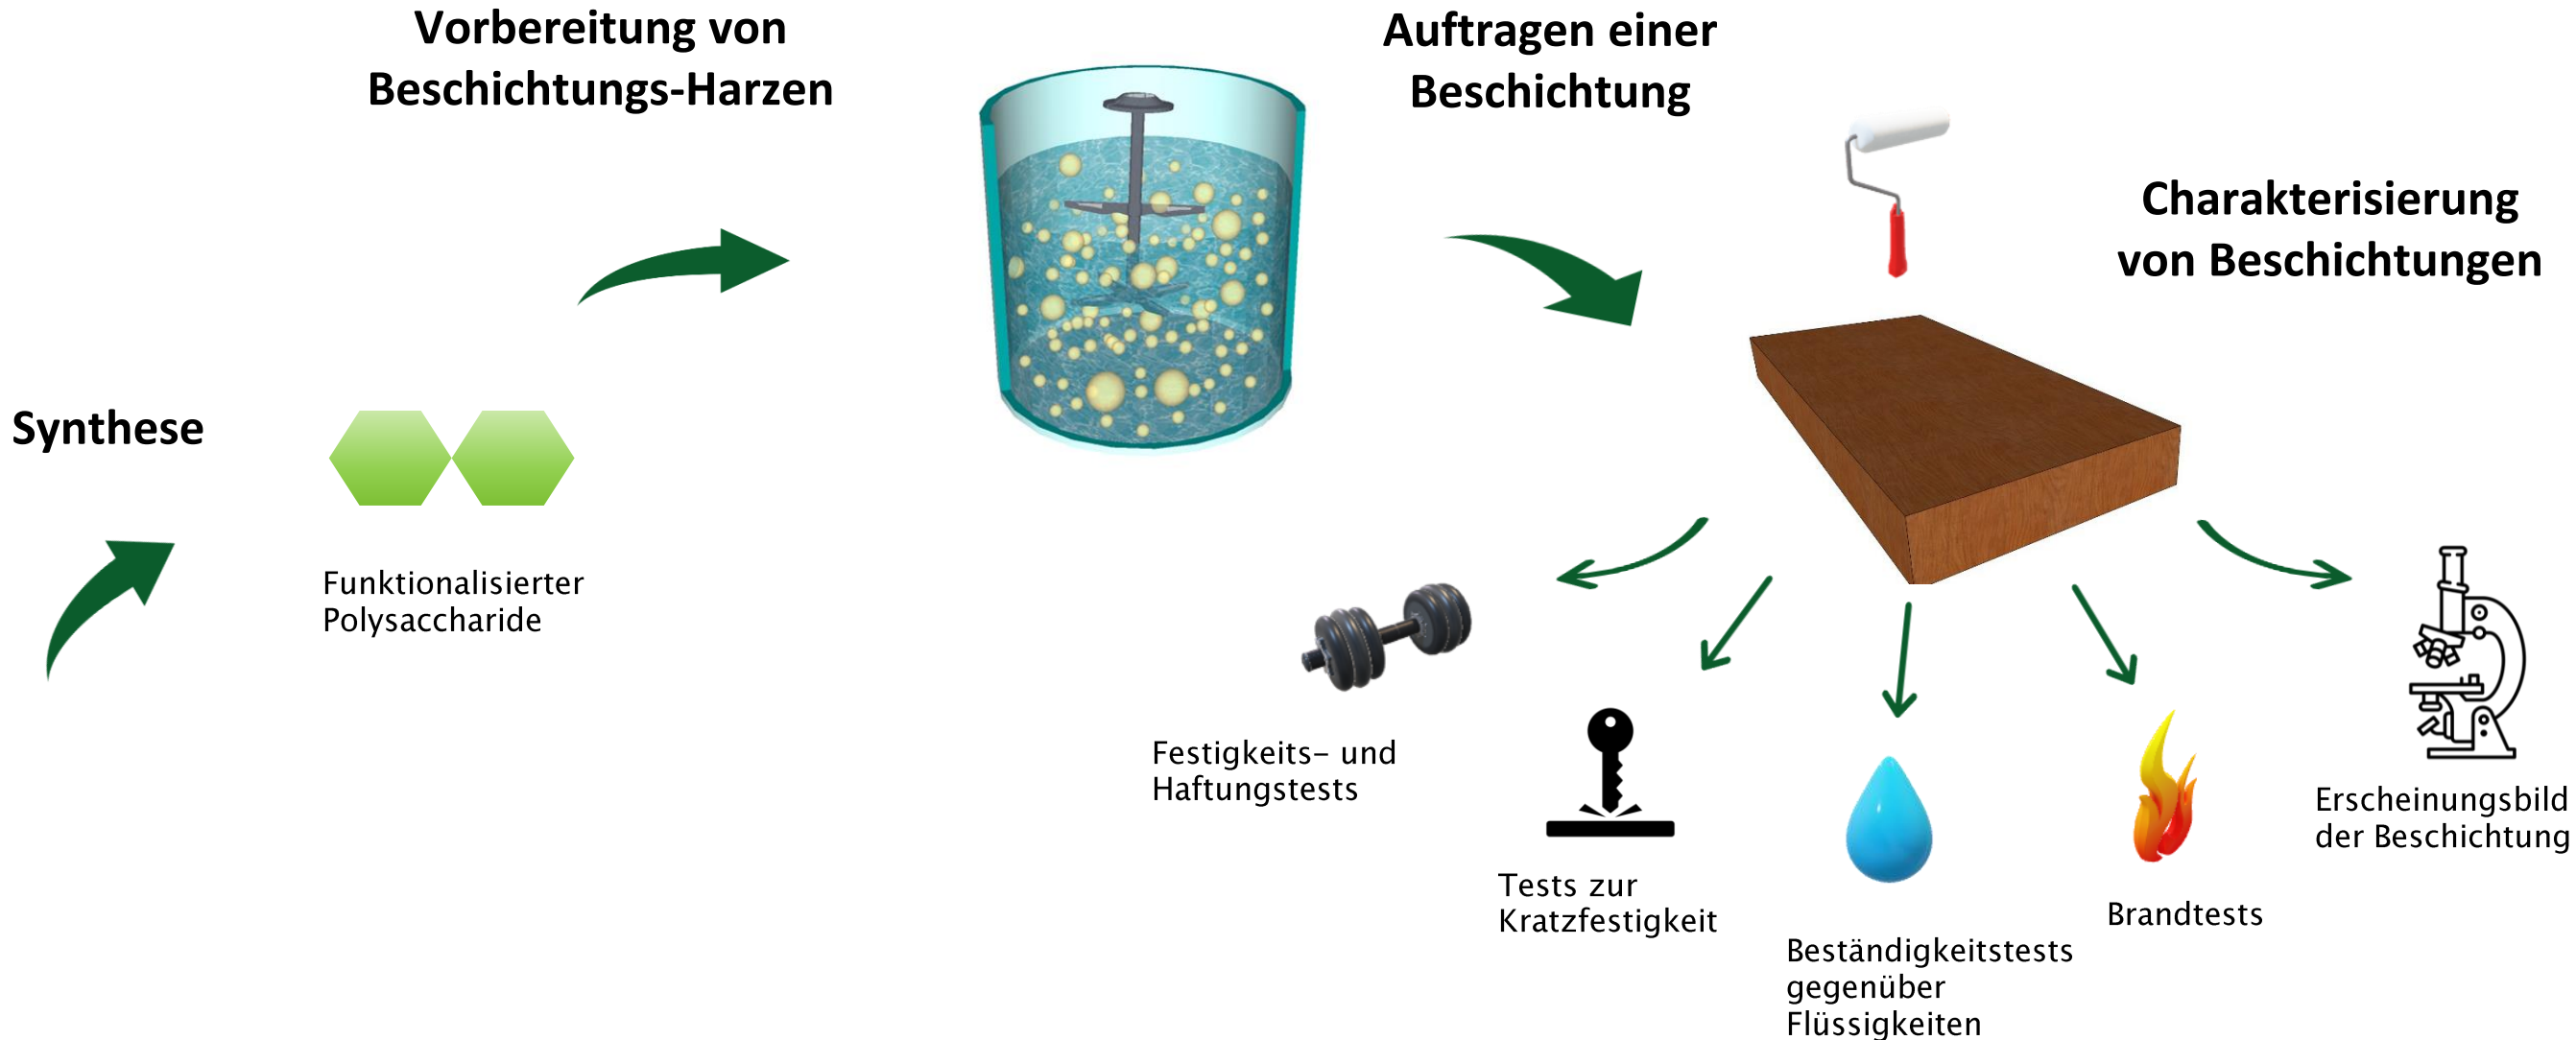 Vorbereitung von
Beschichtungs-Harzen
Auftragen einer
Beschichtung
Charakterisierung
von Beschichtungen
Synthese
Funktionalisierter
Polysaccharide
Festigkeits- und
Haftungstests
Tests zur
Kratzfestigkeit
Beständigkeitstests
gegenüber
Flüssigkeiten
Brandtests
Erscheinungsbild
der Beschichtung